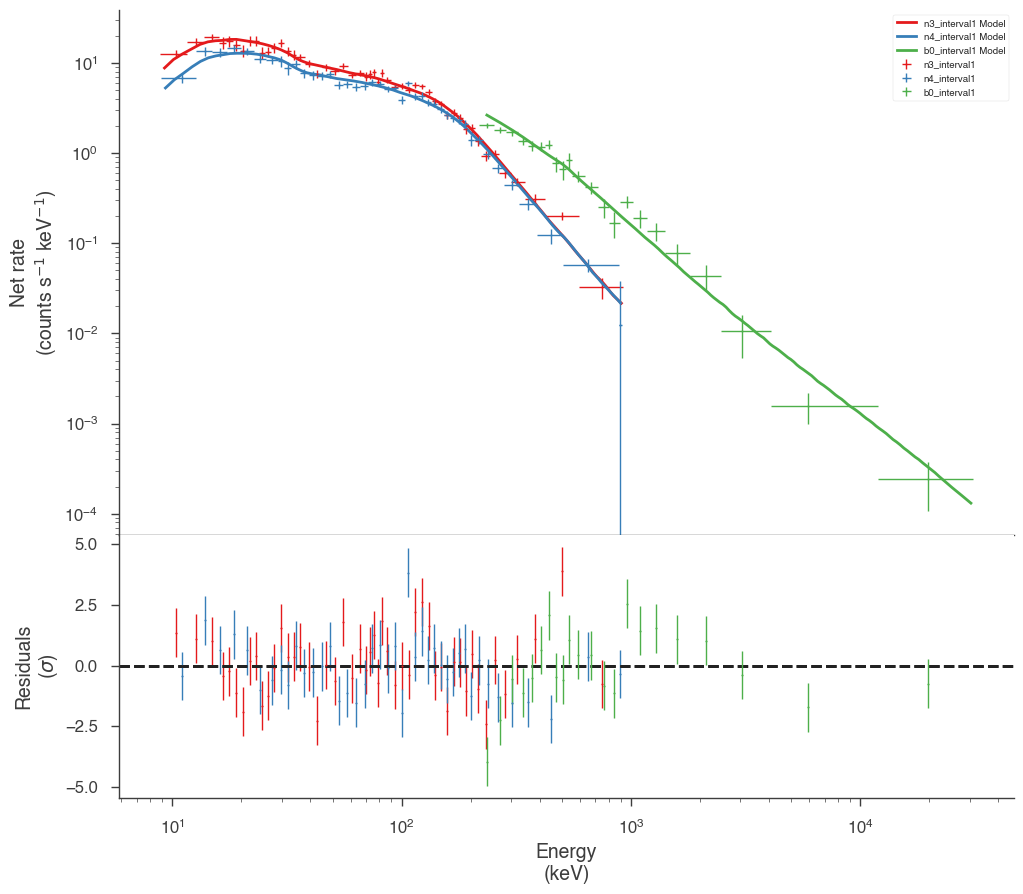 n3_interval1 Model
n4_interval1 Model
b0_interval1 Model
n3_interval1
n4_interval1
b0_interval1
Net rate
(counts s⁻¹ keV⁻¹)
10¹
10⁰
10⁻¹
10⁻²
10⁻³
10⁻⁴
Residuals
(σ)
5.0
2.5
0.0
−2.5
−5.0
10¹ 10² 10³ 10⁴
Energy
(keV)